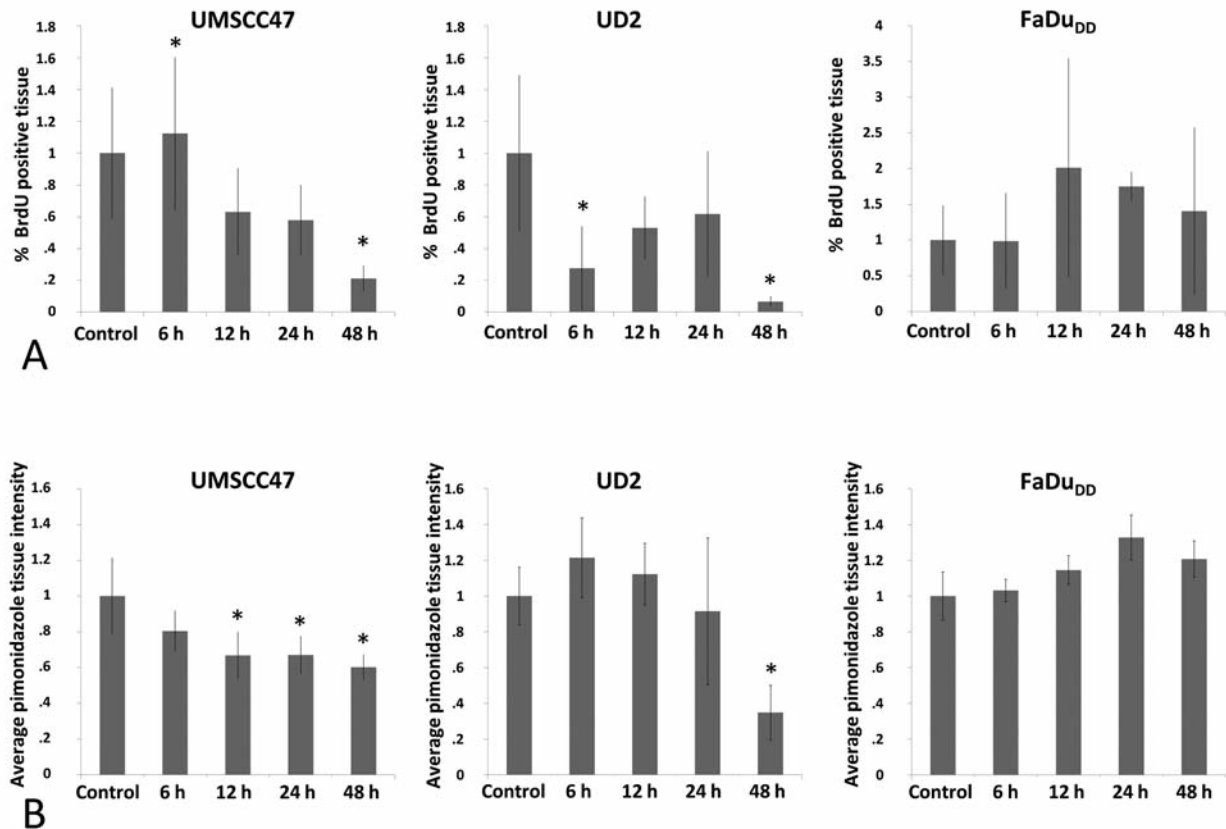 UMSCC47
% BrdU positive tissue
1.8
1.6
1.4
1.2
1
.8
.6
.4
.2
0
*
*
Control 6 h 12 h 24 h 48 h
UD2
% BrdU positive tissue
1.8
1.6
1.4
1.2
1
.8
.6
.4
.2
0
*
*
Control 6 h 12 h 24 h 48 h
FaDuDD
% BrdU positive tissue
4
3.5
3
2.5
2
1.5
1
0.5
0
Control 6 h 12 h 24 h 48 h
A
UMSCC47
Average pimonidazole tissue intensity
1.6
1.4
1.2
1
.8
.6
.4
.2
0
* * *
Control 6 h 12 h 24 h 48 h
UD2
Average pimonidazole tissue intensity
1.6
1.4
1.2
1
.8
.6
.4
.2
0
*
Control 6 h 12 h 24 h 48 h
FaDuDD
Average pimonidazole tissue intensity
1.6
1.4
1.2
1
.8
.6
.4
.2
0
Control 6 h 12 h 24 h 48 h
B